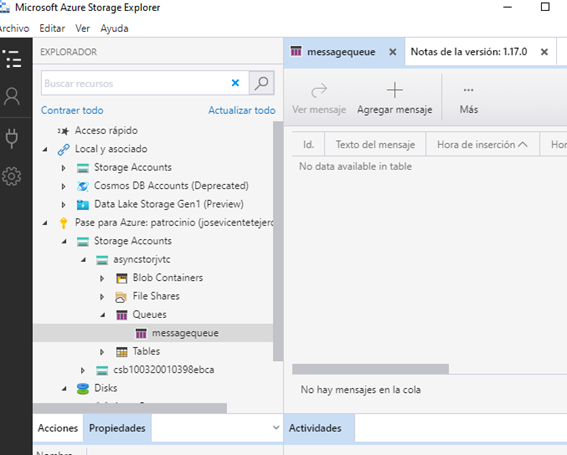 Microsoft Azure Storage Explorer
Archivo Editar Ver Ayuda
EXPLORADOR
Buscar recursos
Contraer todo Actualizar todo
Acceso rápido
Local y asociado
Storage Accounts
Cosmos DB Accounts (Deprecated)
Data Lake Storage Gen1 (Preview)
Pase para Azure: patrocinio (josevicentetejero
Storage Accounts
asyncstorjvtc
Blob Containers
File Shares
Queues
messagequeue
Tables
csb100320010398ebca
Disks
Acciones Propiedades
messagequeue Notas de la versión: 1.17.0
Ver mensaje Agregar mensaje Más
Id. Texto del mensaje Hora de inserción Hor
No data available in table
No hay mensajes en la cola
Actividades